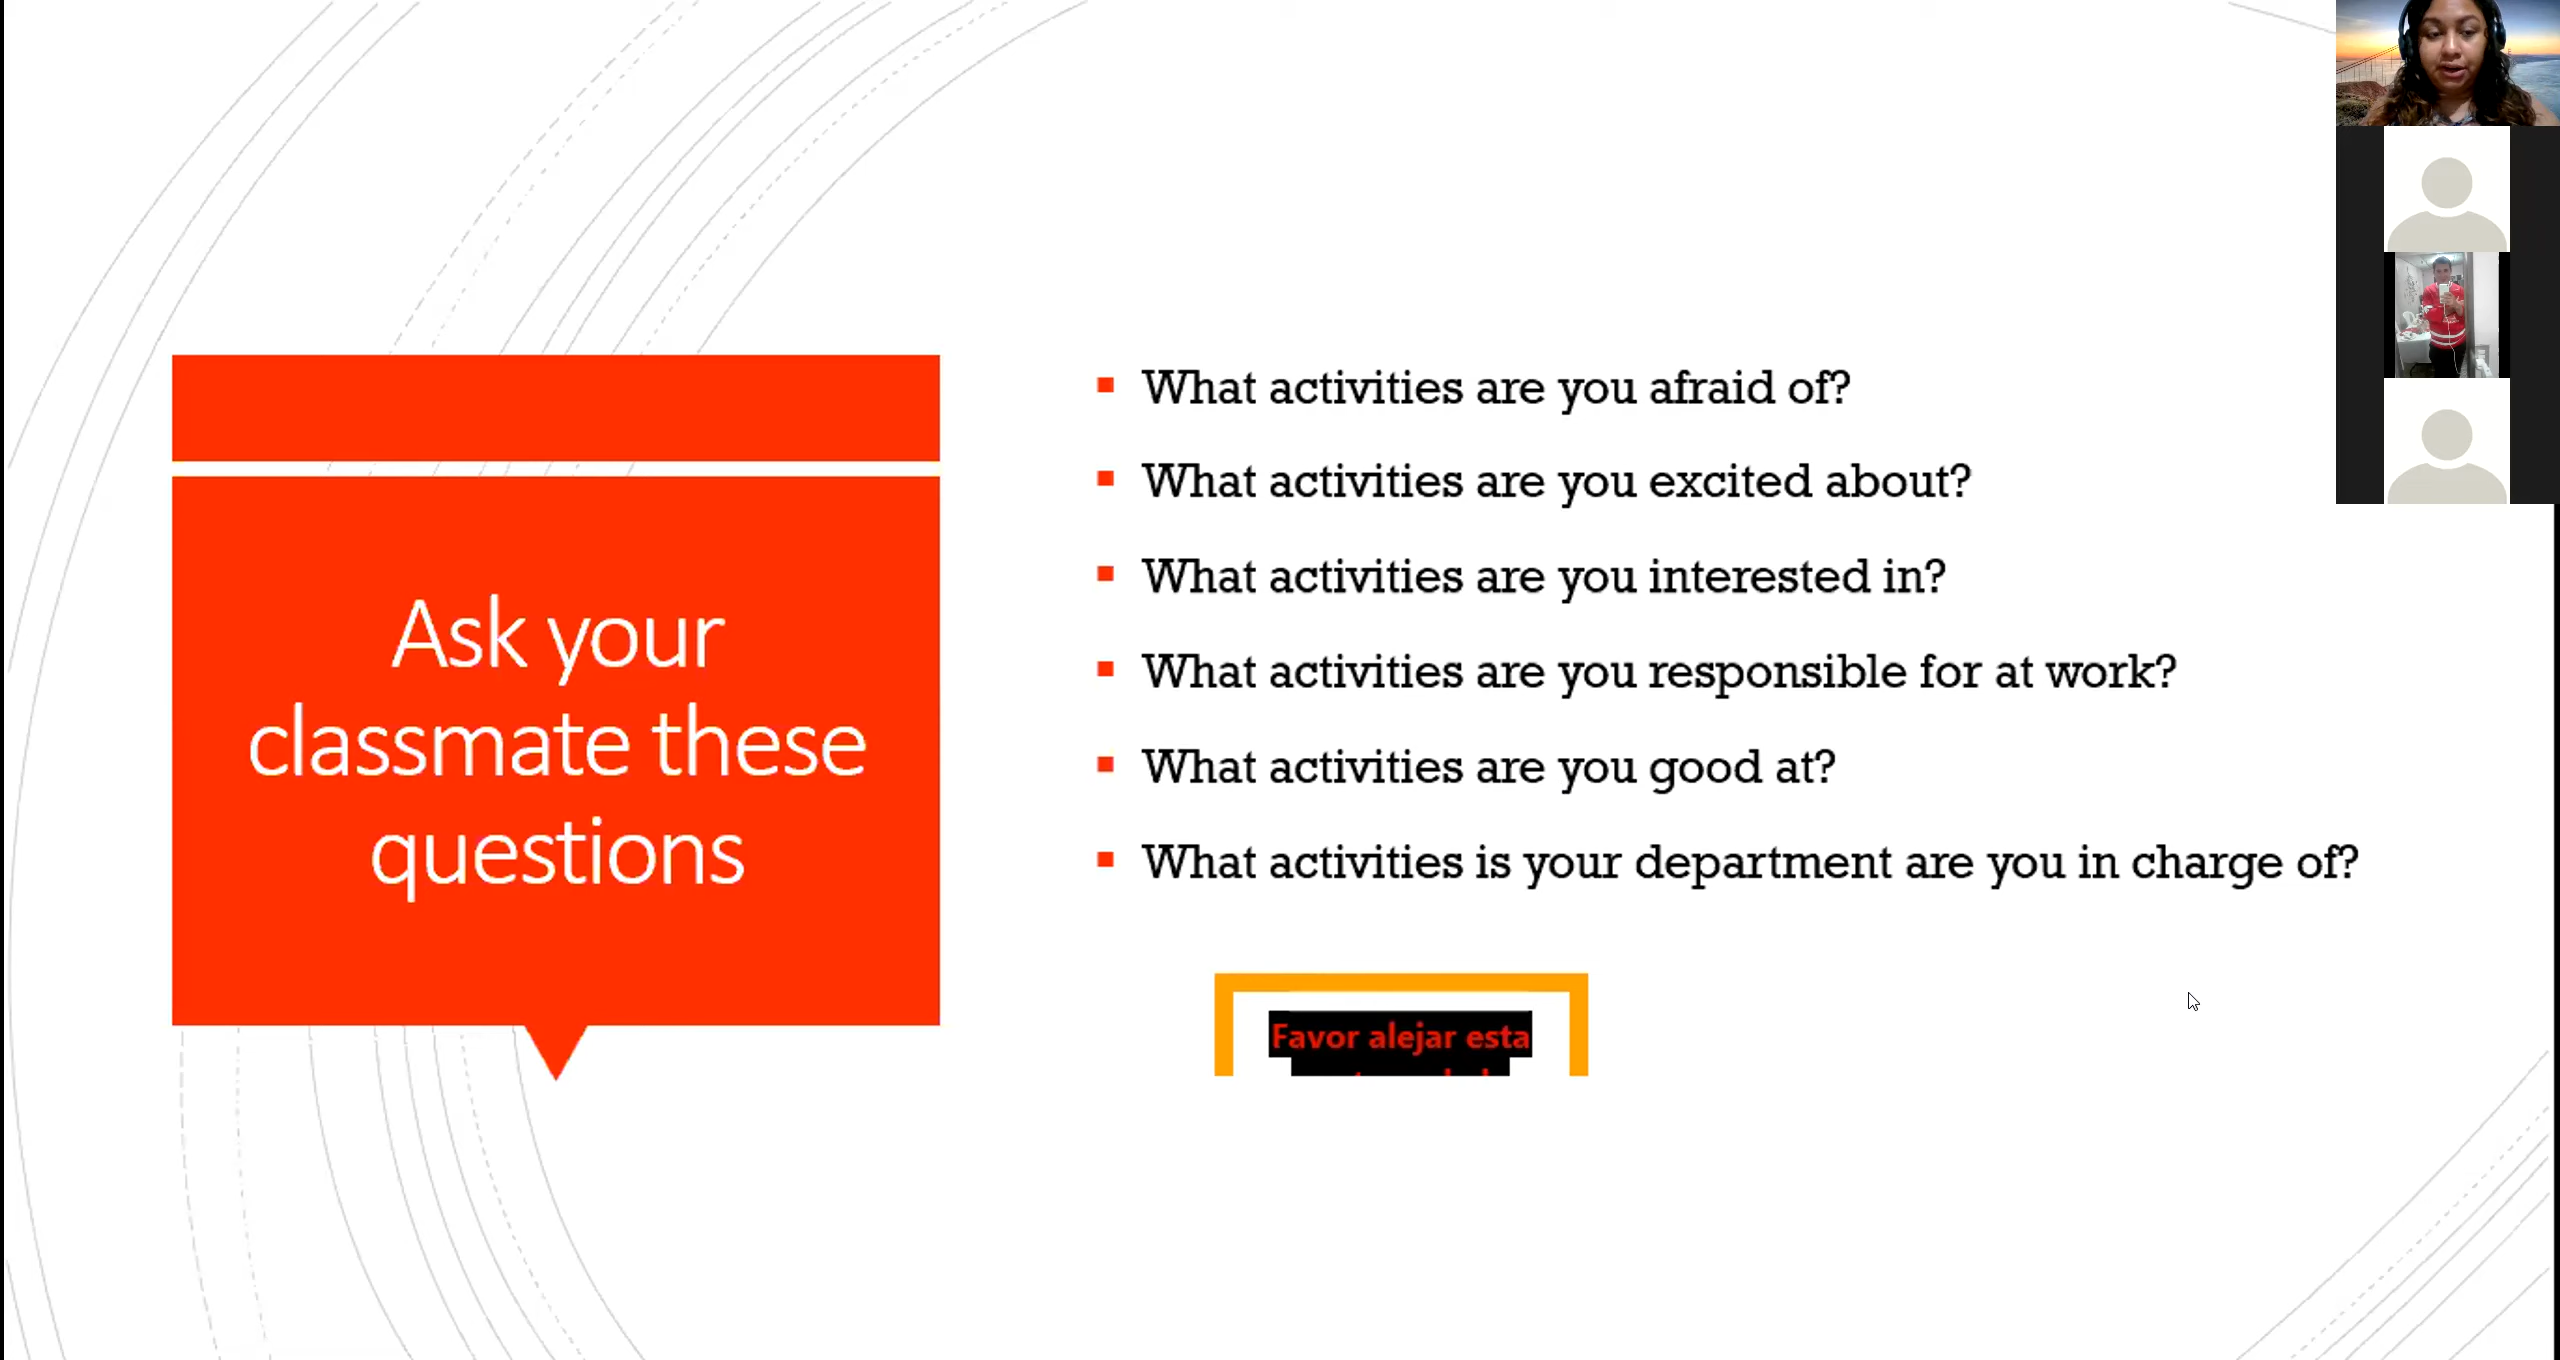 Ask your
classmate these
questions
What activities are you afraid of?
What activities are you excited about?
What activities are you interested in?
What activities are you responsible for at work?
What activities are you good at?
What activities is your department are you in charge of?
Favor alejar esta